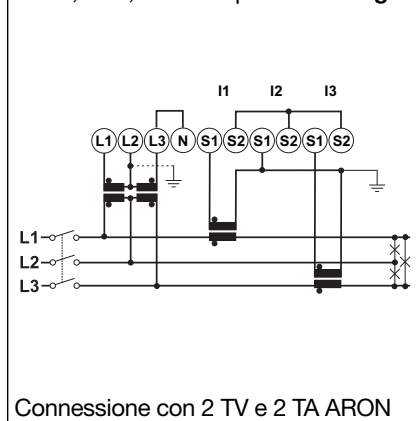 I1 I2 I3
L1 L2 L3 N S1 S2 S1 S2 S1 S2
L1
L2
L3
Connessione con 2 TV e 2 TA ARON